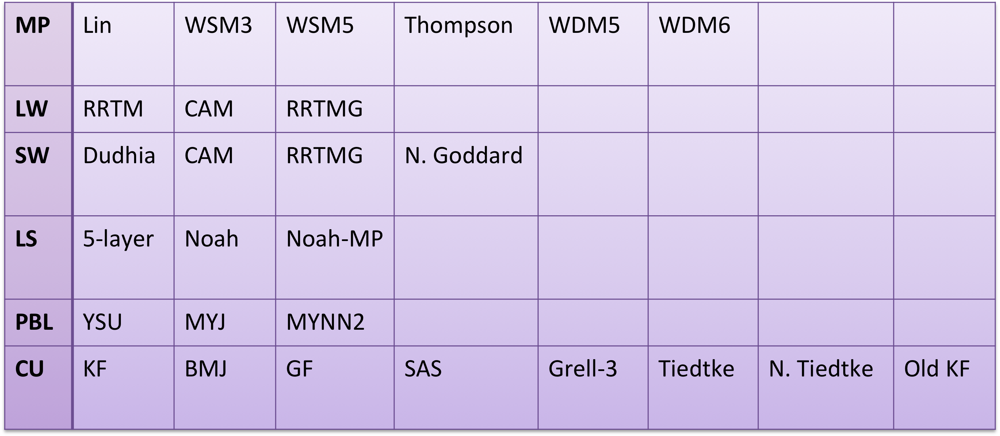 MP Lin WSM3 WSM5 Thompson WDM5 WDM6
LW RRTM CAM RRTMG
SW Dudhia CAM RRTMG N. Goddard
LS 5-layer Noah Noah-MP
PBL YSU MYJ MYNN2
CU KF BMJ GF SAS Grell-3 Tiedtke N. Tiedtke Old KF